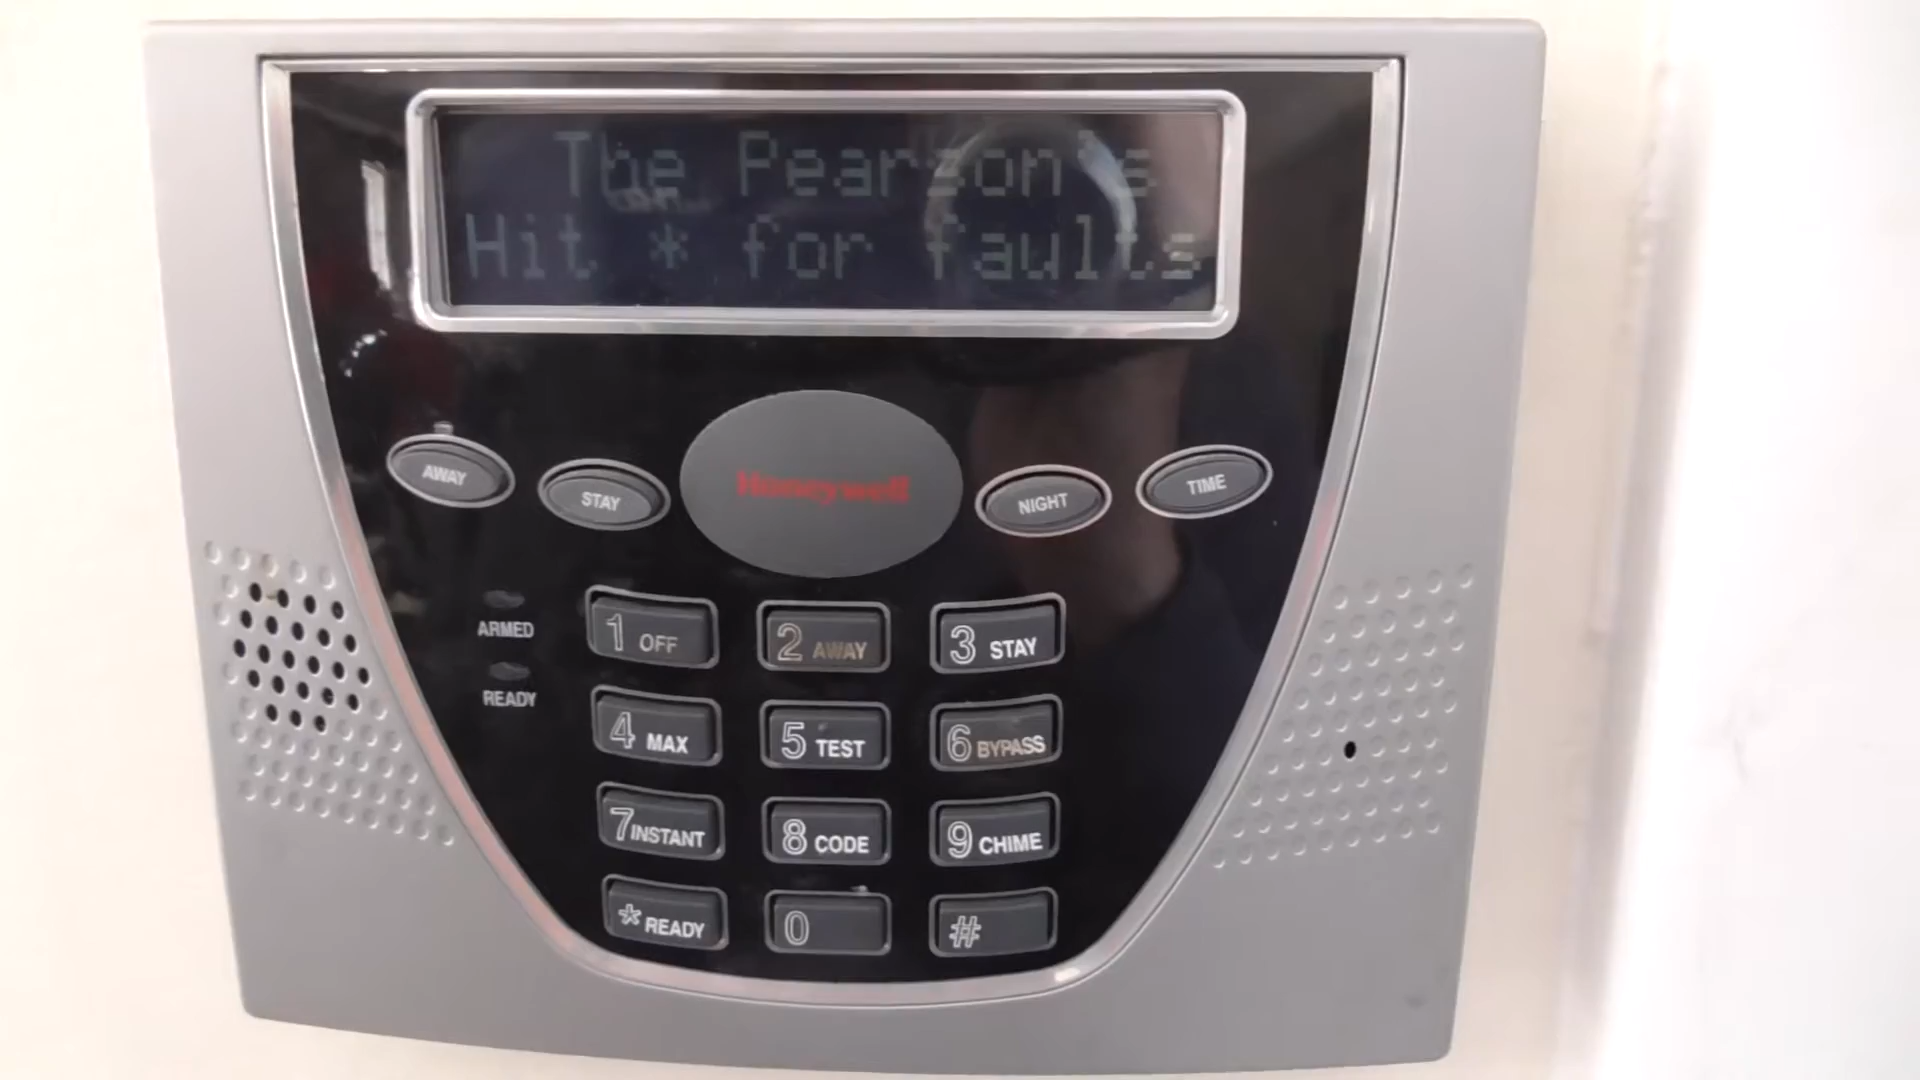 The Pearson's
Hit * for faults
AWAY
STAY
Honeywell
NIGHT
TIME
ARMED
READY
1 OFF
2 AWAY
3 STAY
4 MAX
5 TEST
6 BYPASS
7 INSTANT
8 CODE
9 CHIME
* READY
0
#